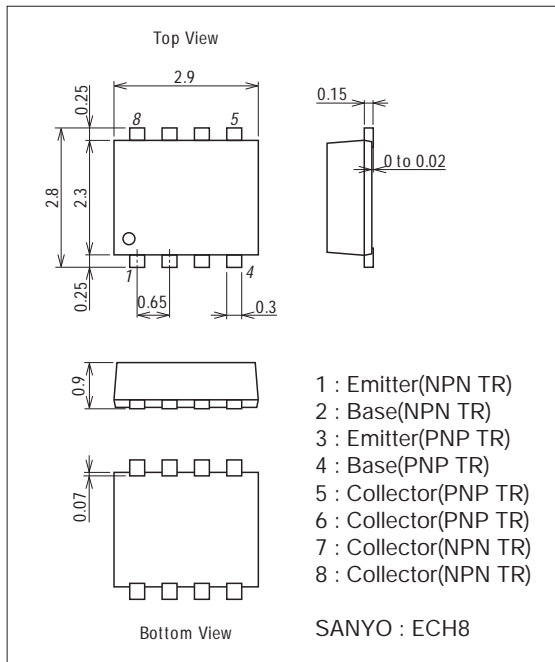 Top View
2.9
0.25
8
5
0.15
0 to 0.02
2.8
2.3
1
4
0.25
0.65
0.3
0.9
1 : Emitter(NPN TR)
2 : Base(NPN TR)
3 : Emitter(PNP TR)
4 : Base(PNP TR)
5 : Collector(PNP TR)
6 : Collector(PNP TR)
7 : Collector(NPN TR)
8 : Collector(NPN TR)
0.07
Bottom View
SANYO : ECH8